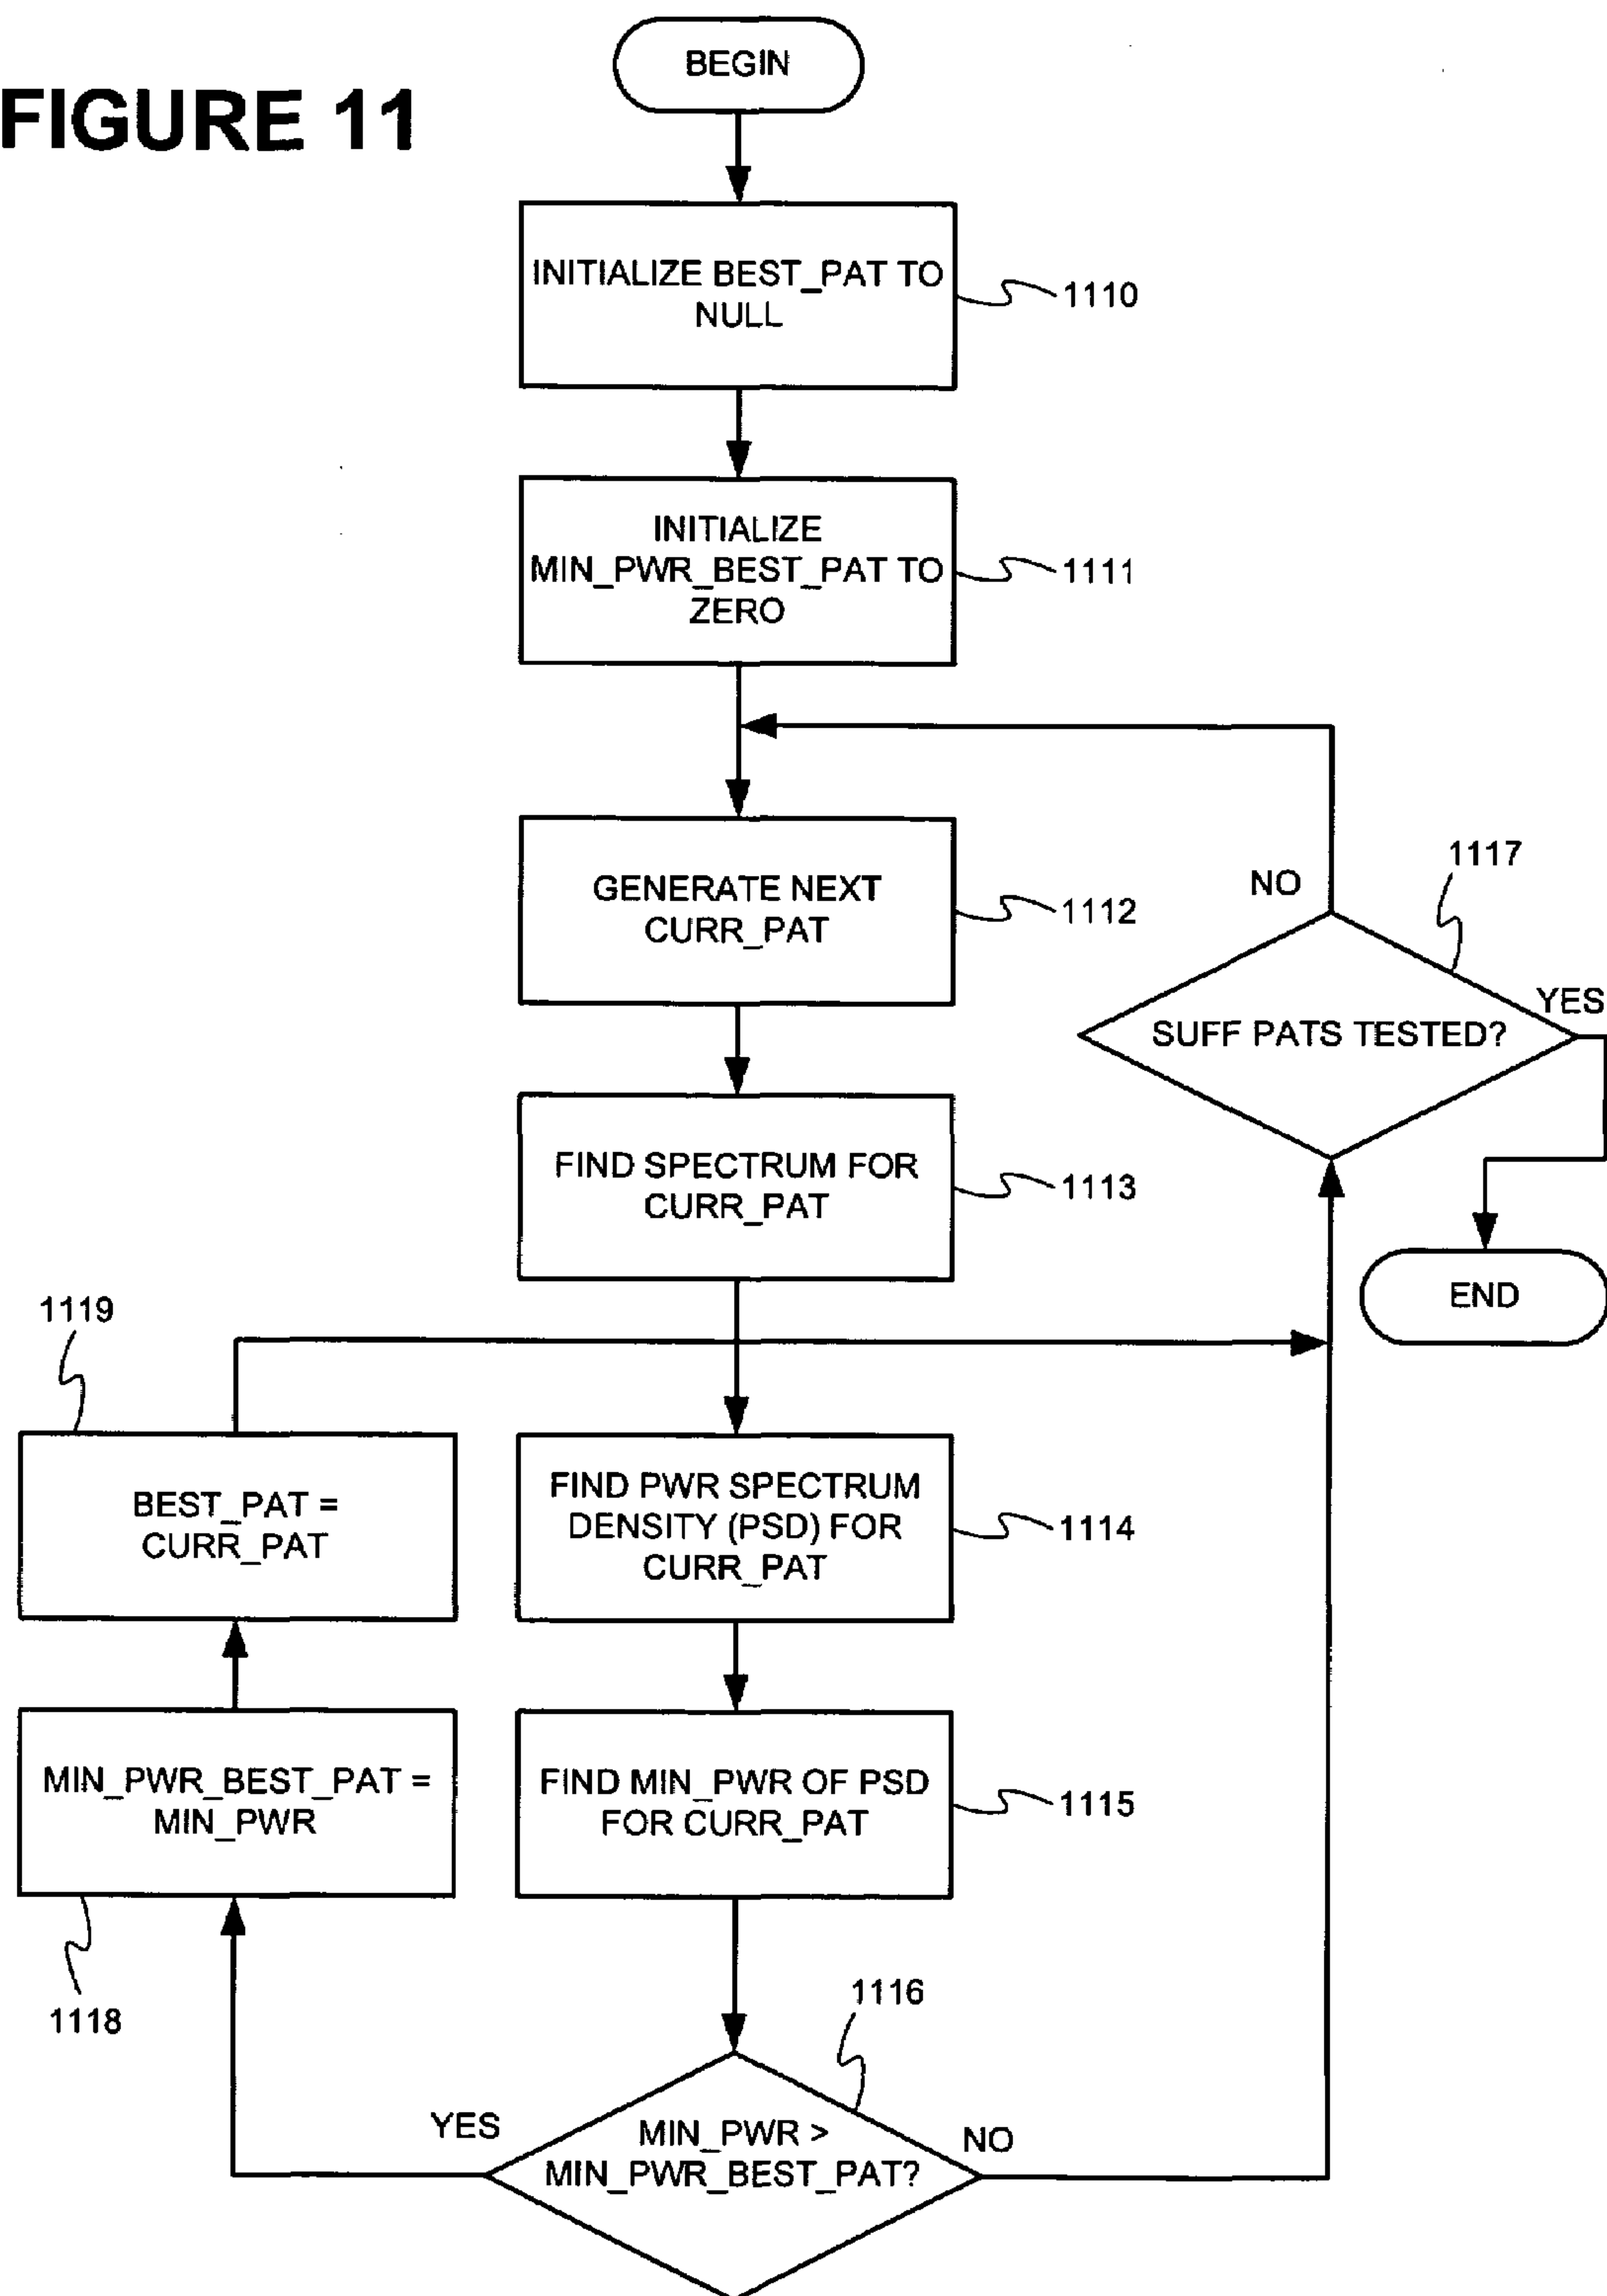 FIGURE 11
BEGIN
INITIALIZE BEST_PAT TO
NULL
1110
INITIALIZE
MIN_PWR_BEST_PAT TO
ZERO
1111
GENERATE NEXT
CURR_PAT
1112
1117
NO
YES
SUFF PATS TESTED?
FIND SPECTRUM FOR
CURR_PAT
1113
END
1119
BEST_PAT =
CURR_PAT
FIND PWR SPECTRUM
DENSITY (PSD) FOR
CURR_PAT
1114
MIN_PWR_BEST_PAT =
MIN_PWR
1118
FIND MIN_PWR OF PSD
FOR CURR_PAT
1115
1116
YES
MIN_PWR >
MIN_PWR_BEST_PAT?
NO